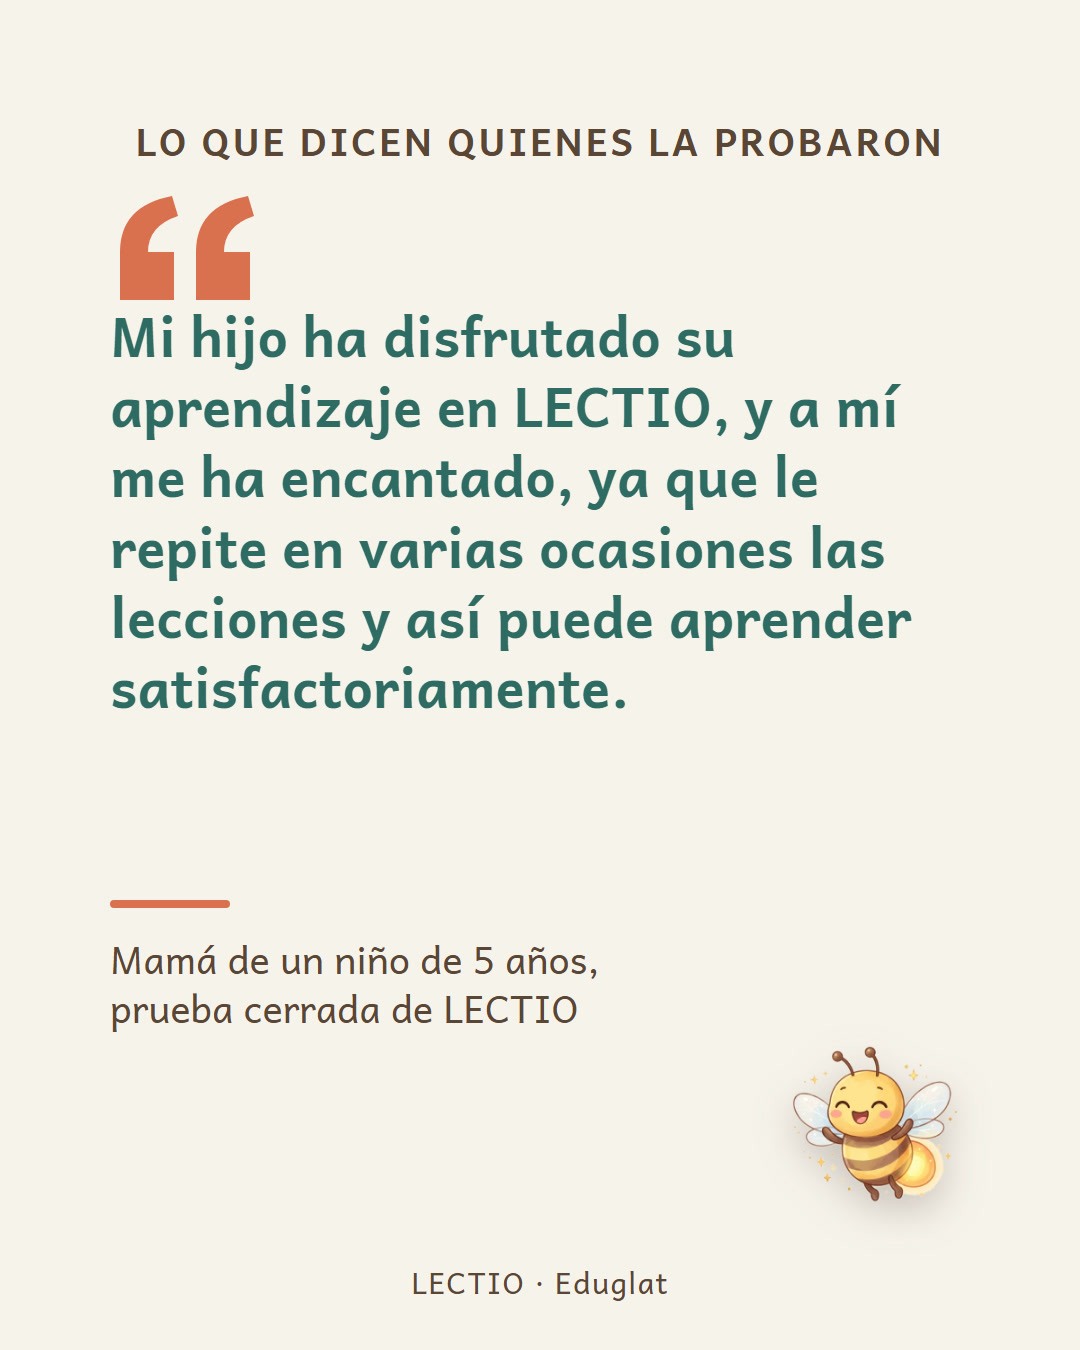 LO QUE DICEN QUIENES LA PROBARON
“
Mi hijo ha disfrutado su
aprendizaje en LECTIO, y a mí
me ha encantado, ya que le
repite en varias ocasiones las
lecciones y así puede aprender
satisfactoriamente.
Mamá de un niño de 5 años,
prueba cerrada de LECTIO
LECTIO · Eduglat